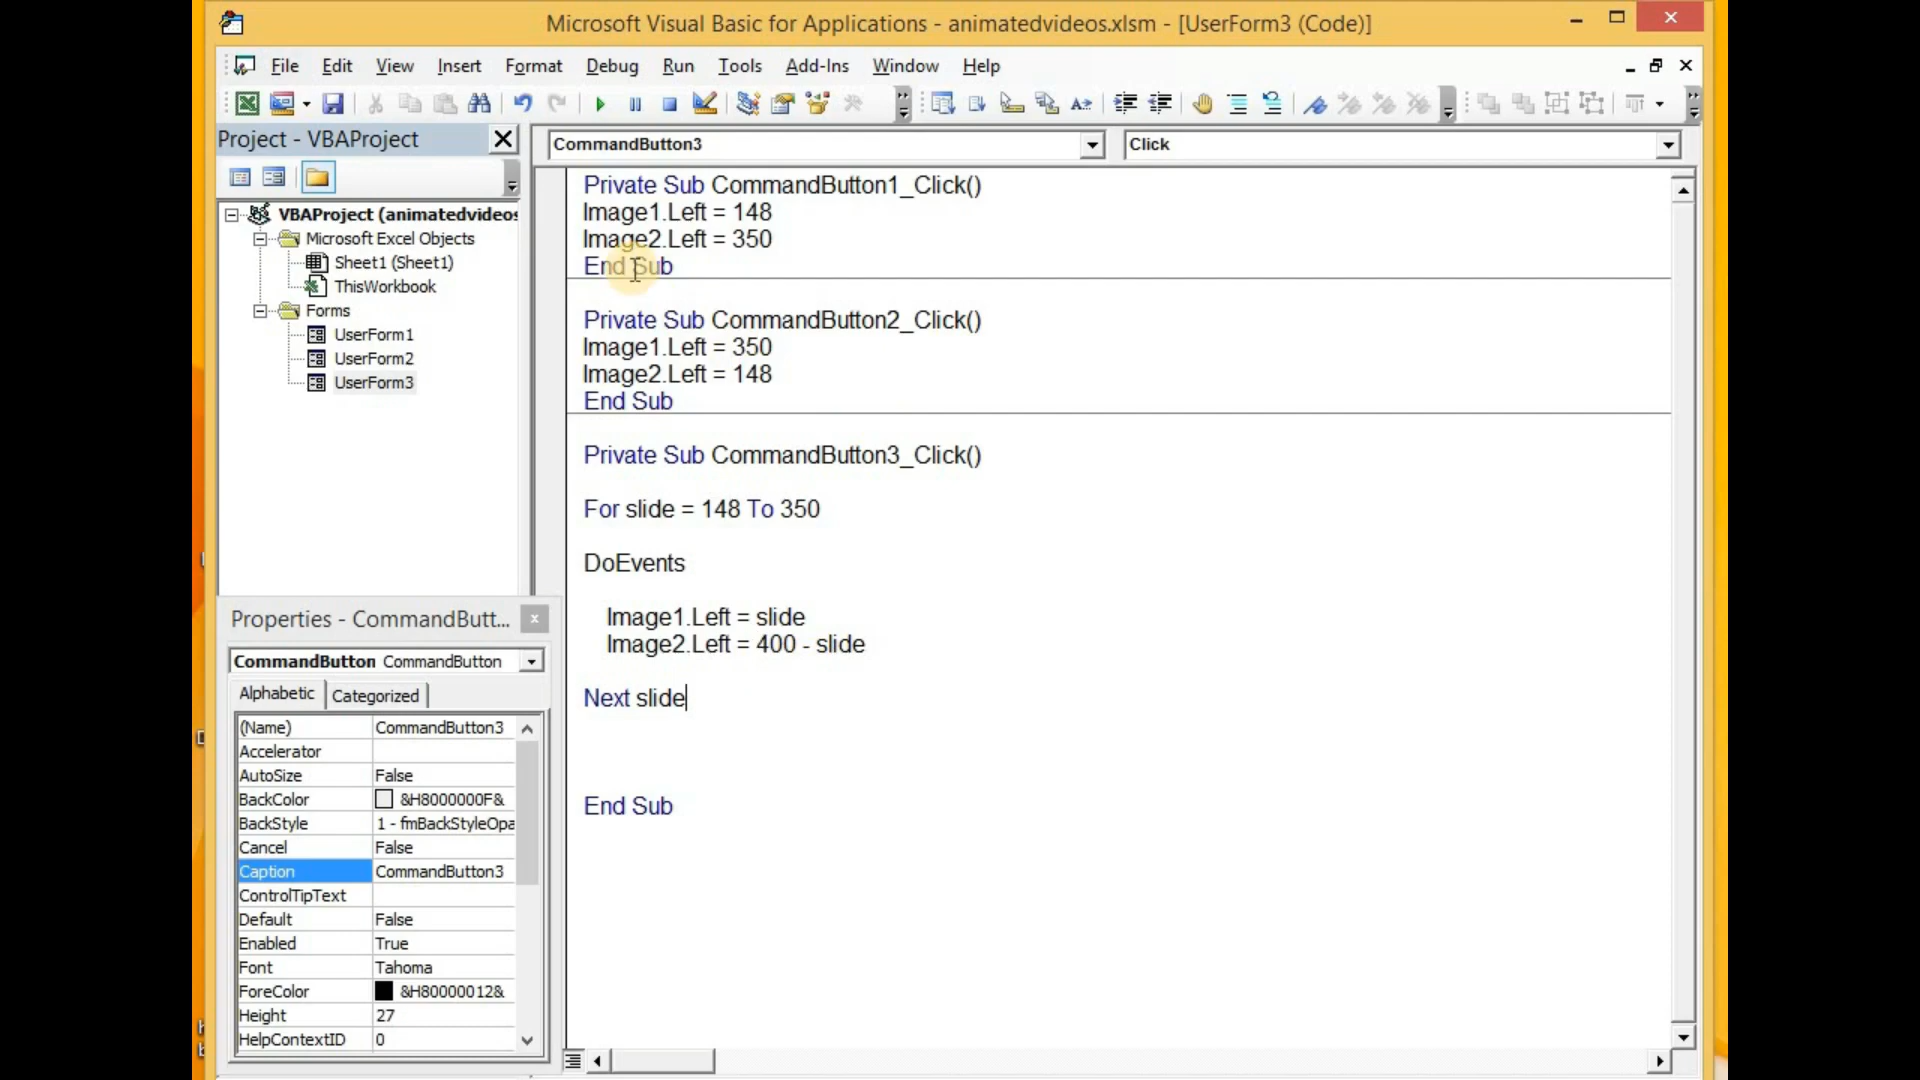 Microsoft Visual Basic for Applications - animatedvideos.xlsm - [UserForm3 (Code)]
File Edit View Insert Format Debug Run Tools Add-Ins Window Help
Project - VBAProject
CommandButton3
Click
VBAProject (animatedvideos
Microsoft Excel Objects
Sheet1 (Sheet1)
ThisWorkbook
Forms
UserForm1
UserForm2
UserForm3
Private Sub CommandButton1_Click()
Image1.Left = 148
Image2.Left = 350
End Sub
Private Sub CommandButton2_Click()
Image1.Left = 350
Image2.Left = 148
End Sub
Private Sub CommandButton3_Click()
For slide = 148 To 350
DoEvents
Image1.Left = slide
Image2.Left = 400 - slide
Next slide
End Sub
Properties - CommandButt...
CommandButton CommandButton
Alphabetic Categorized
(Name) CommandButton3
Accelerator
AutoSize False
BackColor &H8000000F&
BackStyle 1 - fmBackStyleOpa
Cancel False
Caption CommandButton3
ControlTipText
Default False
Enabled True
Font Tahoma
ForeColor &H80000012&
Height 27
HelpContextID 0